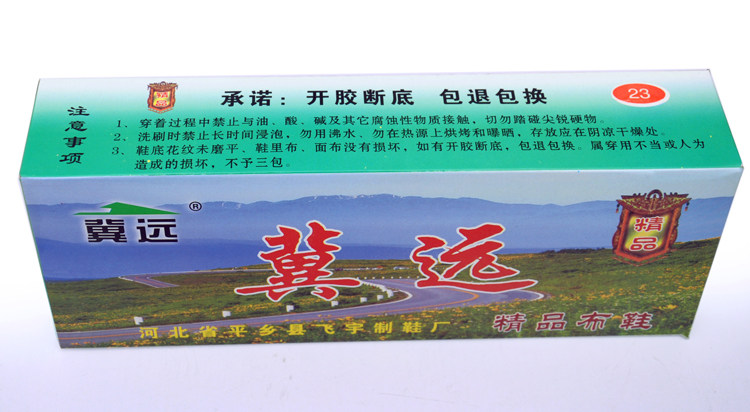 承诺：开胶断底 包退包换
23
注意事项
1、穿着过程中禁止与油、酸、碱及其它腐蚀性物质接触，切勿踏碰尖锐硬物。
2、洗刷时禁止长时间浸泡，勿用沸水、勿在热源上烘烤和曝晒，存放应在阴凉干燥处。
3、鞋底花纹未磨平、鞋里布、面布没有损坏，如有开胶断底，包退包换。属穿用不当或人为
造成的损坏，不予三包。
冀远®
冀远
精品
河北省平乡县飞宇制鞋厂
精品布鞋